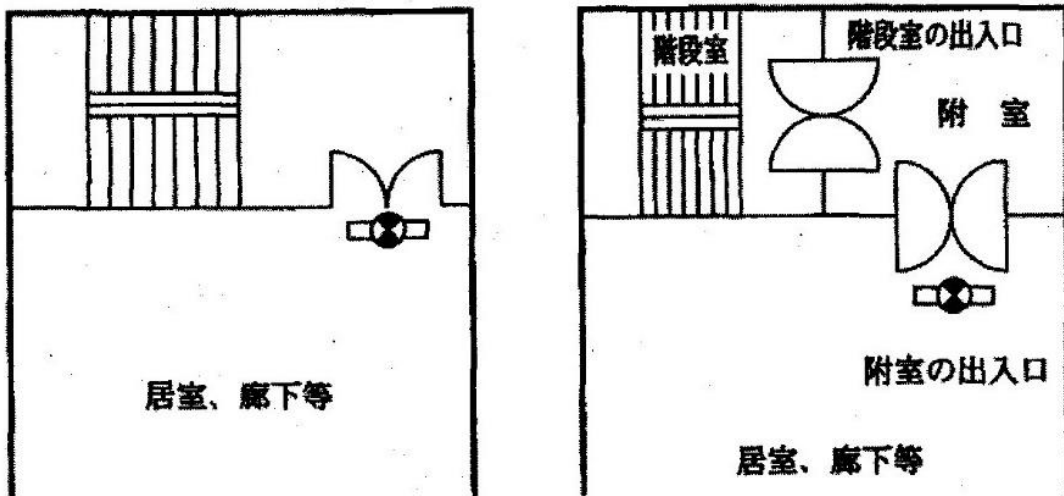 居室、廊下等
階段室
階段室の出入口
附 室
附室の出入口
居室、廊下等